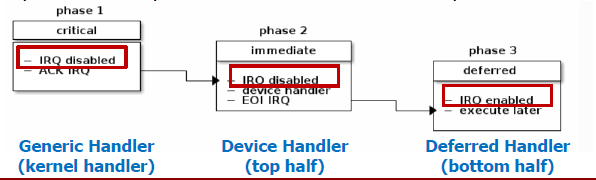 phase 1
critical
– IRQ disabled
– ACK IRQ
phase 2
immediate
– IRQ disabled
– device handler
– EOI IRQ
phase 3
deferred
– IRQ enabled
– execute later
Generic Handler
(kernel handler)
Device Handler
(top half)
Deferred Handler
(bottom half)